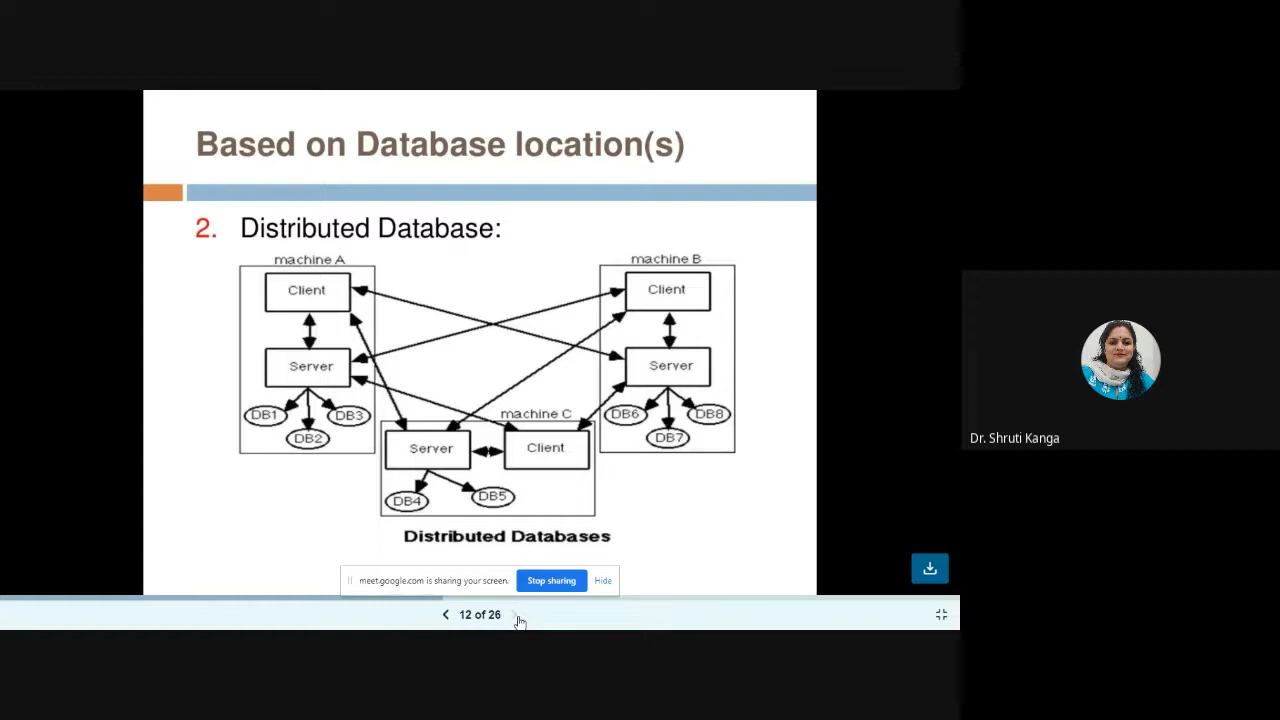 Based on Database location(s)
2. Distributed Database:
machine A
machine B
Client
Client
Server
Server
DB1
DB3
DB2
DB6
DB8
DB7
machine C
Server
Client
DB4
DB5
Distributed Databases
meet.google.com is sharing your screen.
Stop sharing
Hide
12 of 26
Dr. Shruti Kanga